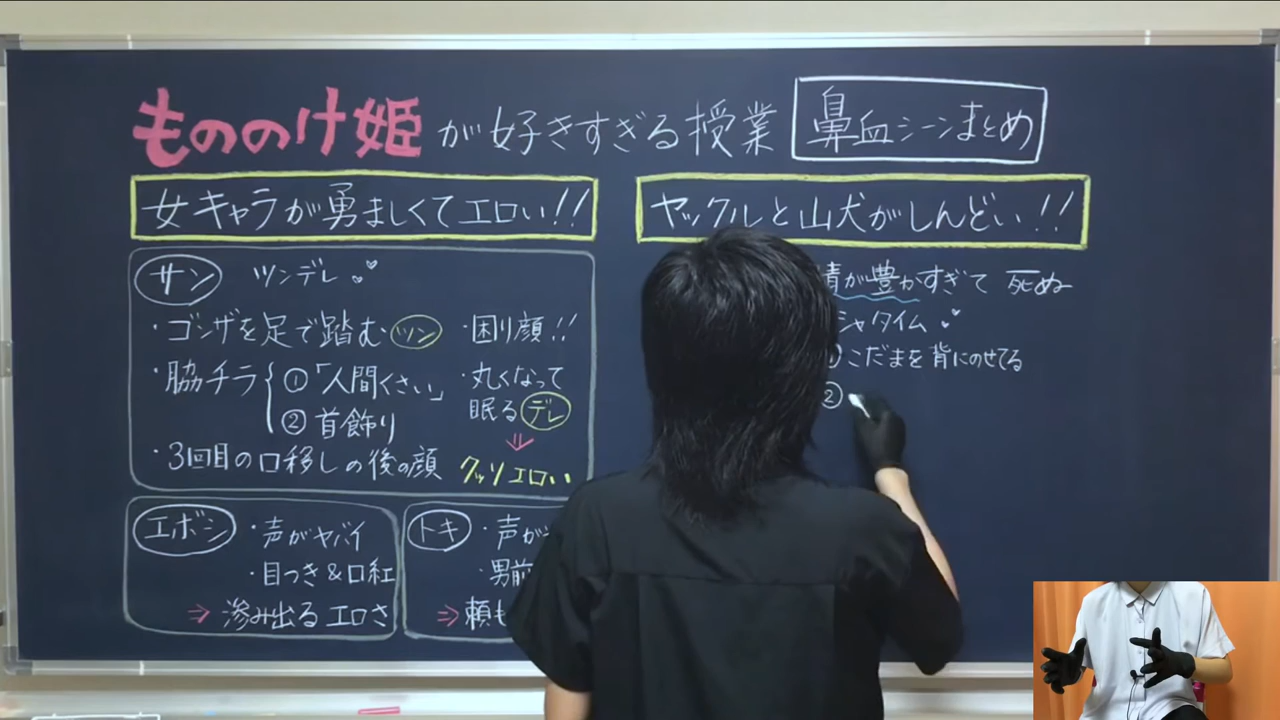 もののけ姫が好きすぎる授業 鼻血シーンまとめ
女キャラが勇ましくてエロい!!
サン ツンデレ
・ゴンザを足で踏む ツン
・脇チラ ①「人間くさい」
② 首飾り
・3回目の口移しの後の顔
・困り顔!!
・丸くなって
眠る デレ
⇓
クッソエロい
エボシ ・声がヤバイ
・目つき&口紅
⇒ 滲み出るエロさ
トキ ・声が
・男前
⇒ 頼も
ヤックルと山犬がしんどい!!
情が豊かすぎて 死ぬ
シャタイム
こだまを背にのせてる
②